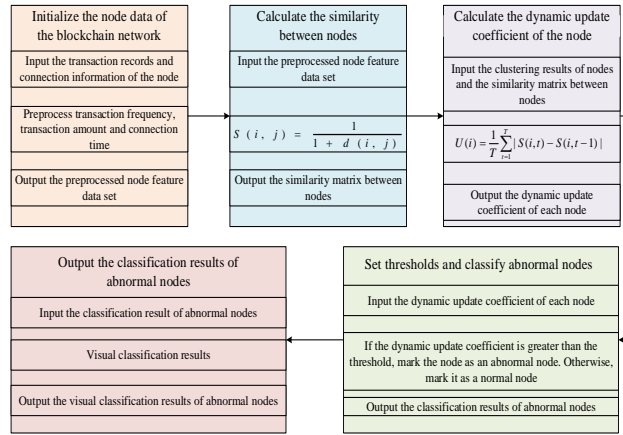 Initialize the node data of
the blockchain network
Input the transaction records and
connection information of the node
Preprocess transaction frequency,
transaction amount and connection
time
Output the preprocessed node feature
data set
Calculate the similarity
between nodes
Input the preprocessed node feature
data set
S ( i , j ) = 1 / 1 + d ( i , j )
Output the similarity matrix between
nodes
Calculate the dynamic update
coefficient of the node
Input the clustering results of nodes
and the similarity matrix between
nodes
U(i) = 1/T ∑ t=1 T | S(i,t) − S(i,t−1) |
Output the dynamic update
coefficient of each node
Output the classification results of
abnormal nodes
Input the classification result of abnormal nodes
Visual classification results
Output the visual classification results of abnormal nodes
Set thresholds and classify abnormal nodes
Input the dynamic update coefficient of each node
If the dynamic update coefficient is greater than the
threshold, mark the node as an abnormal node. Otherwise,
mark it as a normal node
Output the classification results of abnormal nodes